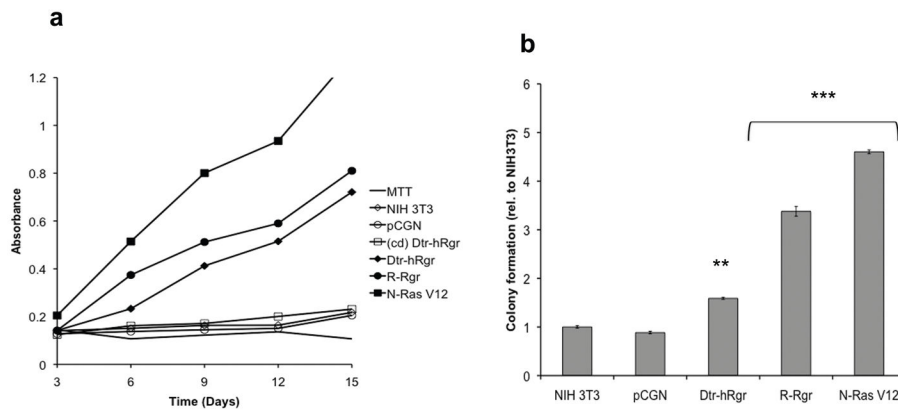 a
1.2
1
0.8
0.6
0.4
0.2
0
Absorbance
3
6
9
12
15
Time (Days)
MTT
NIH 3T3
pCGN
(cd) Dtr-hRgr
Dtr-hRgr
R-Rgr
N-Ras V12
b
6
5
4
3
2
1
0
Colony formation (rel. to NIH3T3)
**
***
NIH 3T3
pCGN
Dtr-hRgr
R-Rgr
N-Ras V12